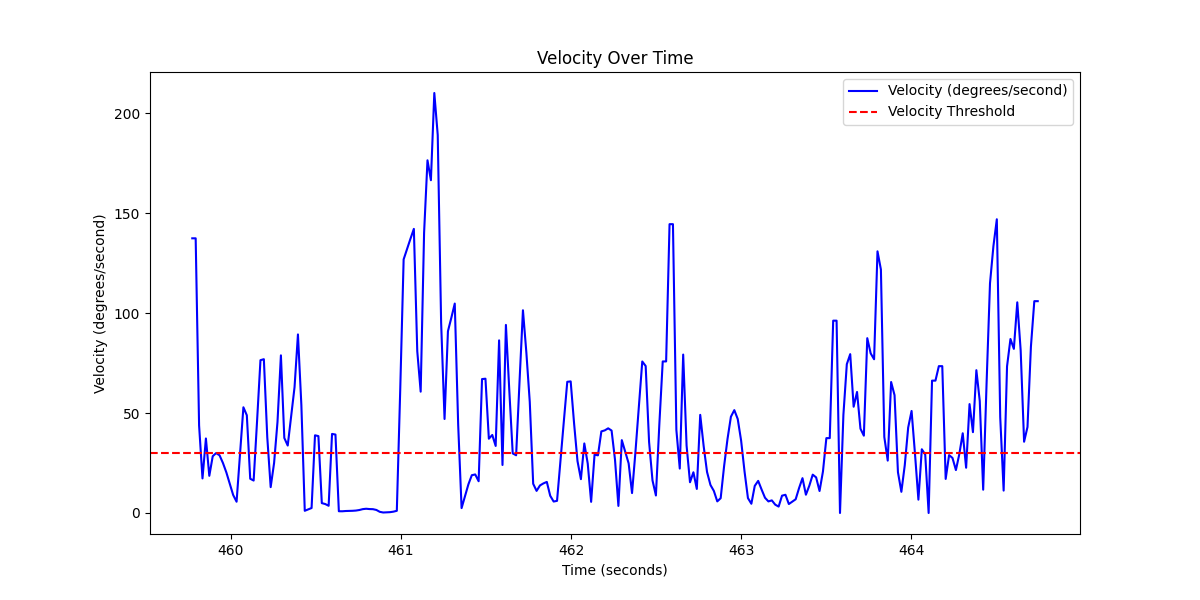 Velocity Over Time
Velocity (degrees/second)
Velocity Threshold
200
150
100
50
0
Velocity (degrees/second)
460
461
462
463
464
Time (seconds)